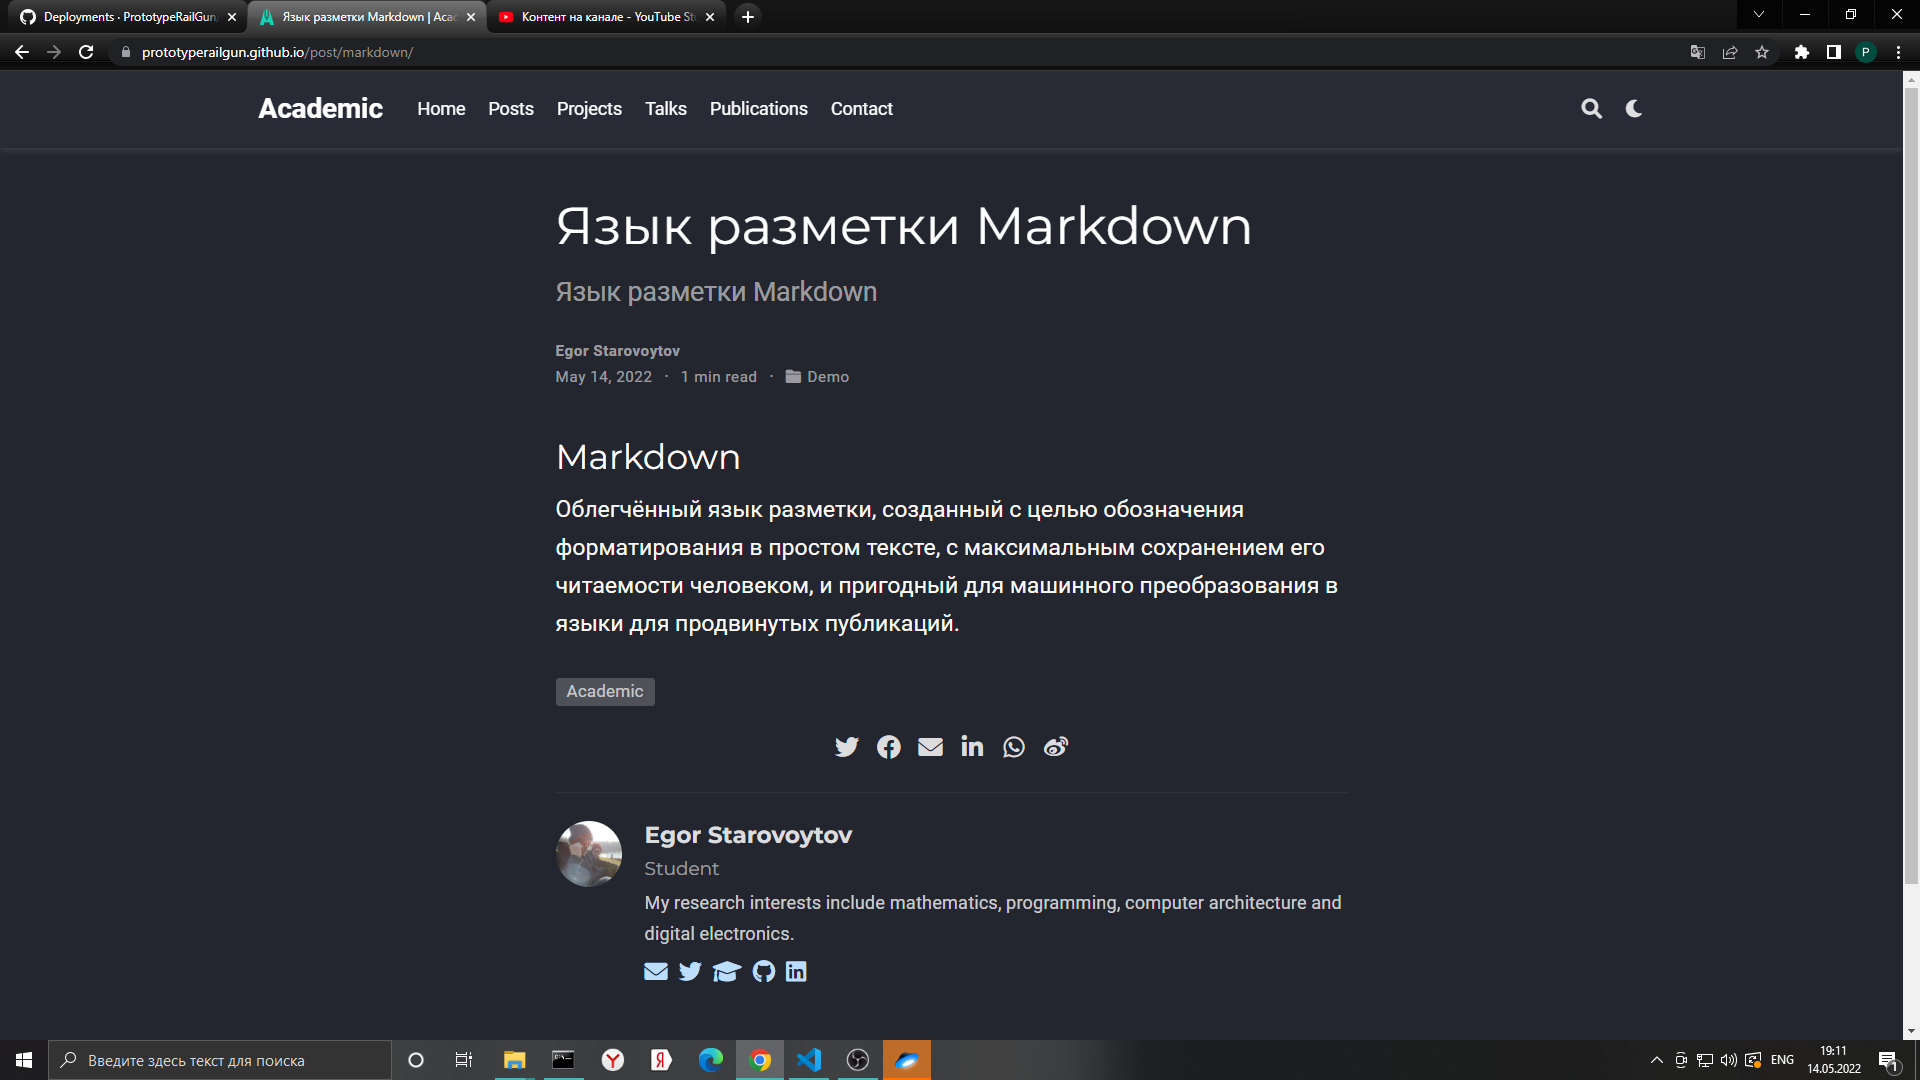 Deployments · PrototypeRailGun
Язык разметки Markdown | Aca
Контент на канале - YouTube St
prototyperailgun.github.io/post/markdown/
P
Academic
Home
Posts
Projects
Talks
Publications
Contact
Язык разметки Markdown
Язык разметки Markdown
Egor Starovoytov
May 14, 2022 · 1 min read · Demo
Markdown
Облегчённый язык разметки, созданный с целью обозначения
форматирования в простом тексте, с максимальным сохранением его
читаемости человеком, и пригодный для машинного преобразования в
языки для продвинутых публикаций.
Academic
Egor Starovoytov
Student
My research interests include mathematics, programming, computer architecture and
digital electronics.
Введите здесь текст для поиска
ENG
19:11
14.05.2022
1